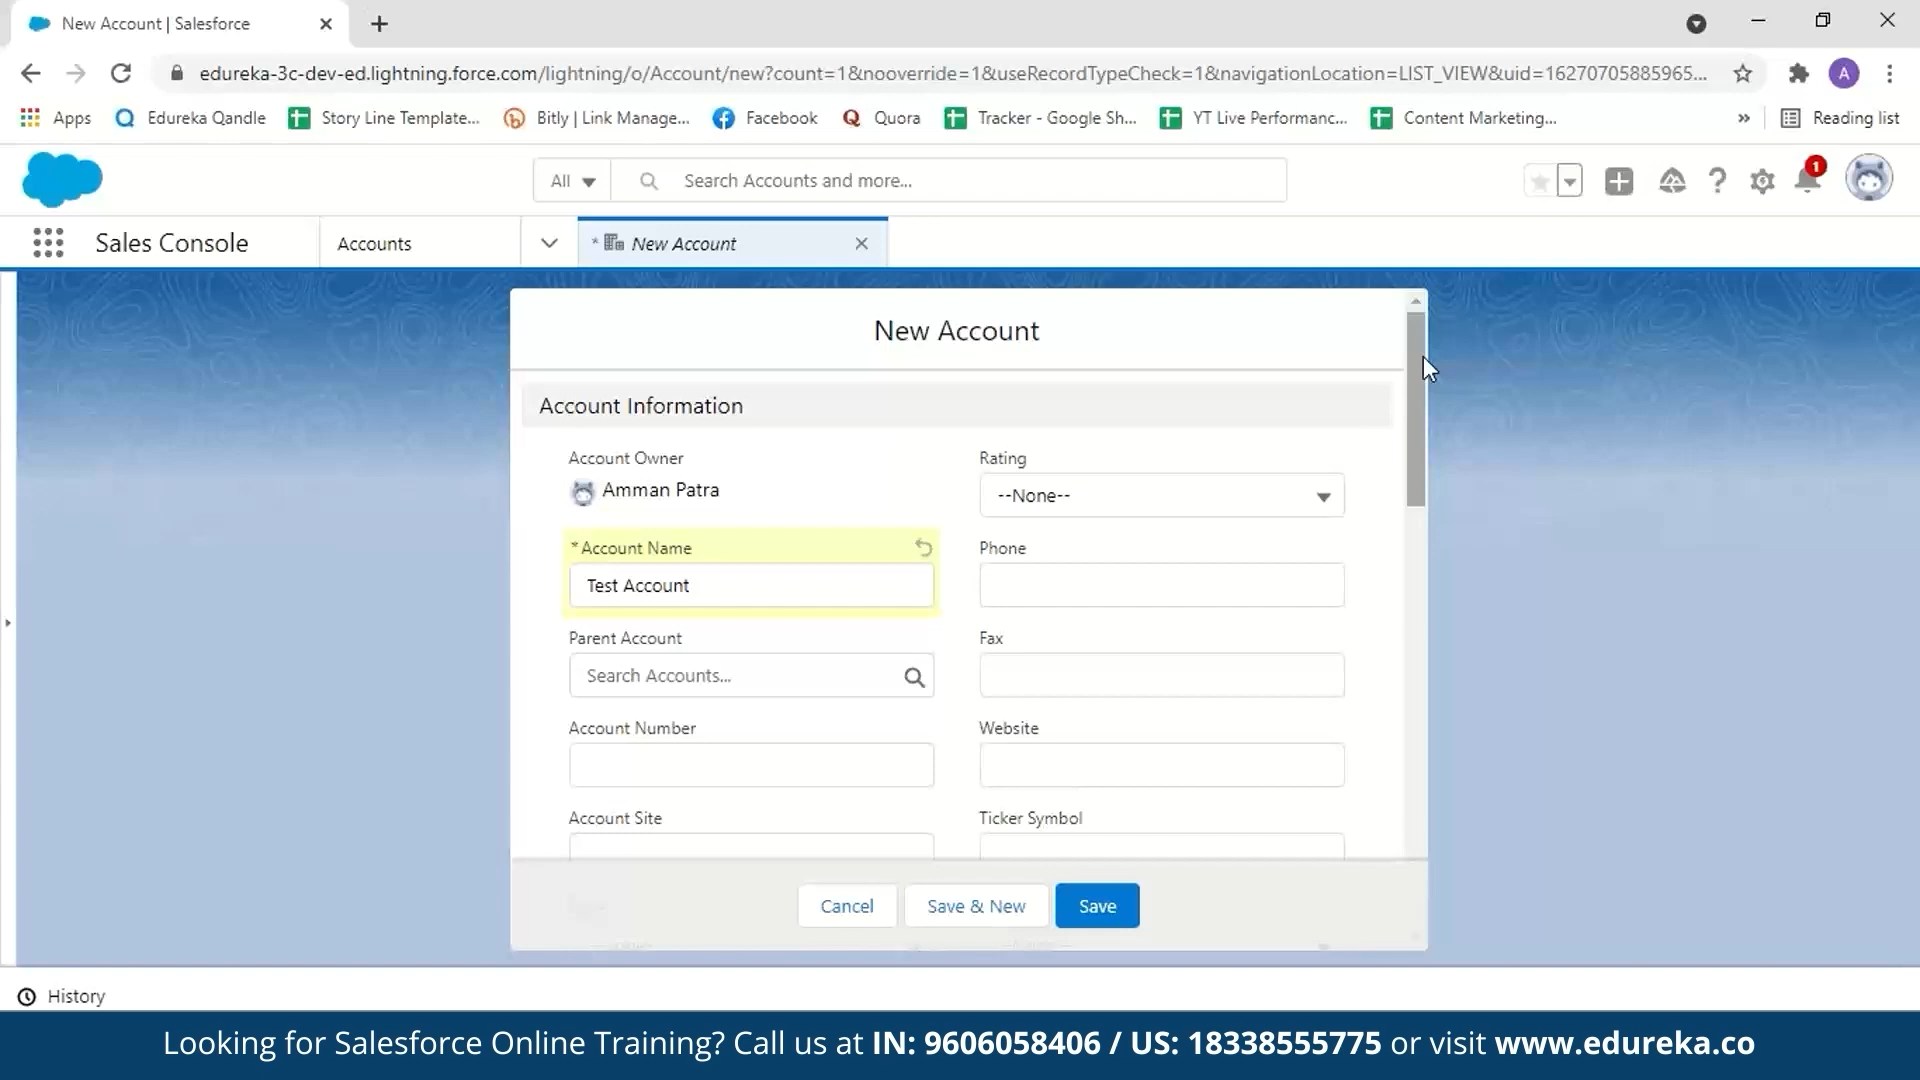 New Account | Salesforce
edureka-3c-dev-ed.lightning.force.com/lightning/o/Account/new?count=1&nooverride=1&useRecordTypeCheck=1&navigationLocation=LIST_VIEW&uid=16270705885965...
A
Apps
Edureka Qandle
Story Line Template...
Bitly | Link Manage...
Facebook
Quora
Tracker - Google Sh...
YT Live Performanc...
Content Marketing...
»
Reading list
All
Search Accounts and more...
1
Sales Console
Accounts
* New Account
New Account
Account Information
Account Owner
Amman Patra
Rating
--None--
*Account Name
Test Account
Phone
Parent Account
Search Accounts...
Fax
Account Number
Website
Account Site
Ticker Symbol
Cancel
Save & New
Save
History
Looking for Salesforce Online Training? Call us at IN: 9606058406 / US: 18338555775 or visit www.edureka.co